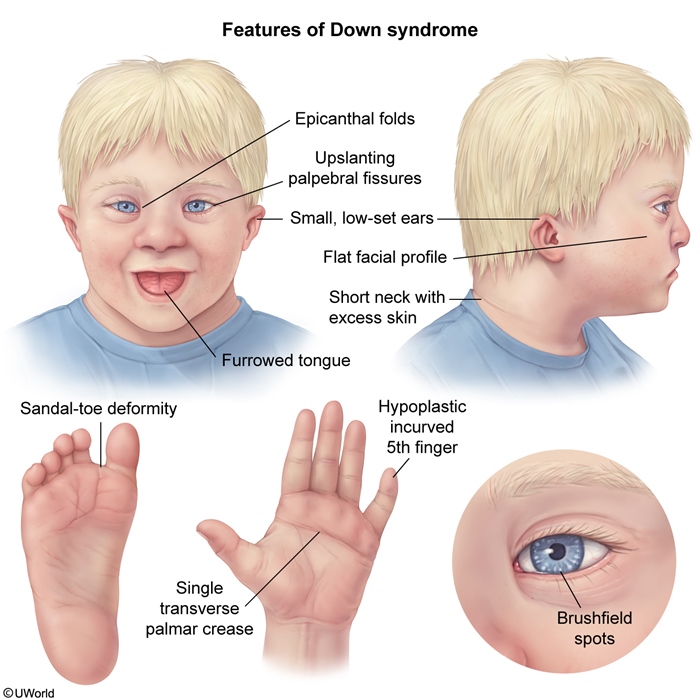 Features of Down syndrome
Epicanthal folds
Upslanting
palpebral fissures
Small, low-set ears
Flat facial profile
Short neck with
excess skin
Furrowed tongue
Sandal-toe deformity
Hypoplastic
incurved
5th finger
Single
transverse
palmar crease
Brushfield
spots
©UWorld